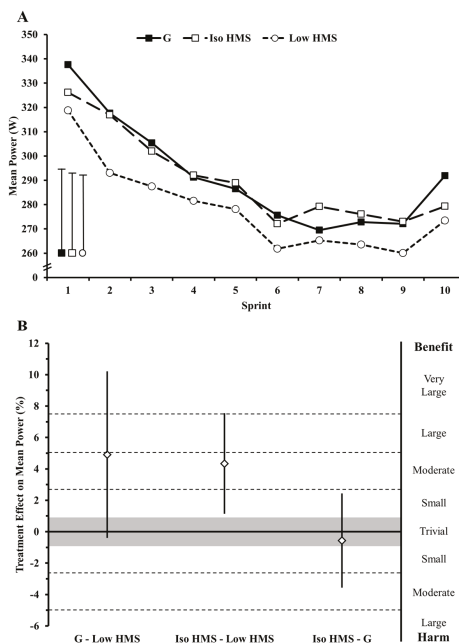 A
G Iso HMS Low HMS
350
340
330
320
310
300
290
280
270
260
0
Mean Power (W)
1 2 3 4 5 6 7 8 9 10
Sprint
B
Benefit
12
10
8
6
4
2
0
-2
-4
-6
Treatment Effect on Mean Power (%)
Very
Large
Large
Moderate
Small
Trivial
Small
Moderate
Large
Harm
G - Low HMS Iso HMS - Low HMS Iso HMS - G